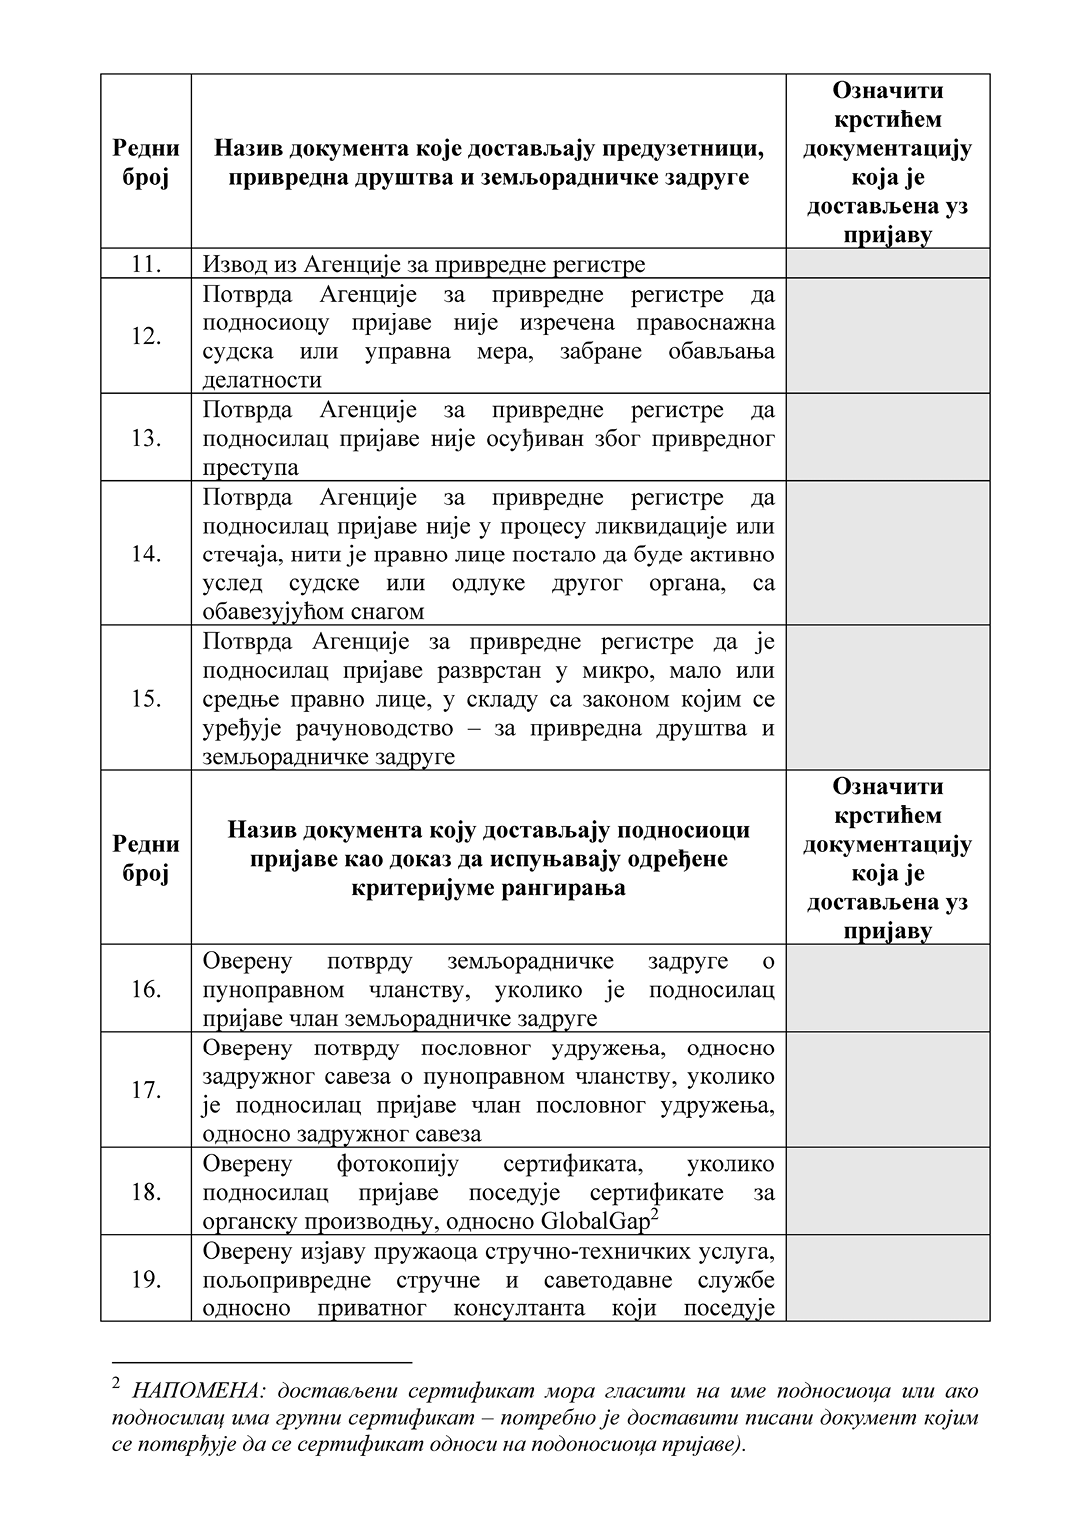 Редни број
Назив документа које достављају предузетници,
привредна друштва и земљорадничке задруге
Означити
крстићем
документацију
која је
достављена уз
пријаву
11.
Извод из Агенције за привредне регистре
12.
Потврда Агенције за привредне регистре да
подносиоцу пријаве није изречена правоснажна
судска или управна мера, забране обављања
делатности
13.
Потврда Агенције за привредне регистре да
подносилац пријаве није осуђиван због привредног
преступа
14.
Потврда Агенције за привредне регистре да
подносилац пријаве није у процесу ликвидације или
стечаја, нити је правно лице постало да буде активно
услед судске или одлуке другог органа, са
обавезујућом снагом
15.
Потврда Агенције за привредне регистре да је
подносилац пријаве разврстан у микро, мало или
средње правно лице, у складу са законом којим се
уређује рачуноводство – за привредна друштва и
земљорадничке задруге
Редни
број
Назив документа коју достављају подносиоци
пријаве као доказ да испуњавају одређене
критеријуме рангирања
Означити
крстићем
документацију
која је
достављена уз
пријаву
16.
Оверену потврду земљорадничке задруге о
пуноправном чланству, уколико је подносилац
пријаве члан земљорадничке задруге
17.
Оверену потврду пословног удружења, односно
задружног савеза о пуноправном чланству, уколико
је подносилац пријаве члан пословног удружења,
односно задружног савеза
18.
Оверену фотокопију сертификата, уколико
подносилац пријаве поседује сертификате за
органску производњу, односно GlobalGap2
19.
Оверену изјаву пружаоца стручно-техничких услуга,
пољопривредне стручне и саветодавне службе
односно приватног консултанта који поседује
2 НАПОМЕНА: достављени сертификат мора гласити на име подносиоца или ако
подносилац има групни сертификат – потребно је доставити писани документ којим
се потврђује да се сертификат односи на подоносиоца пријаве).